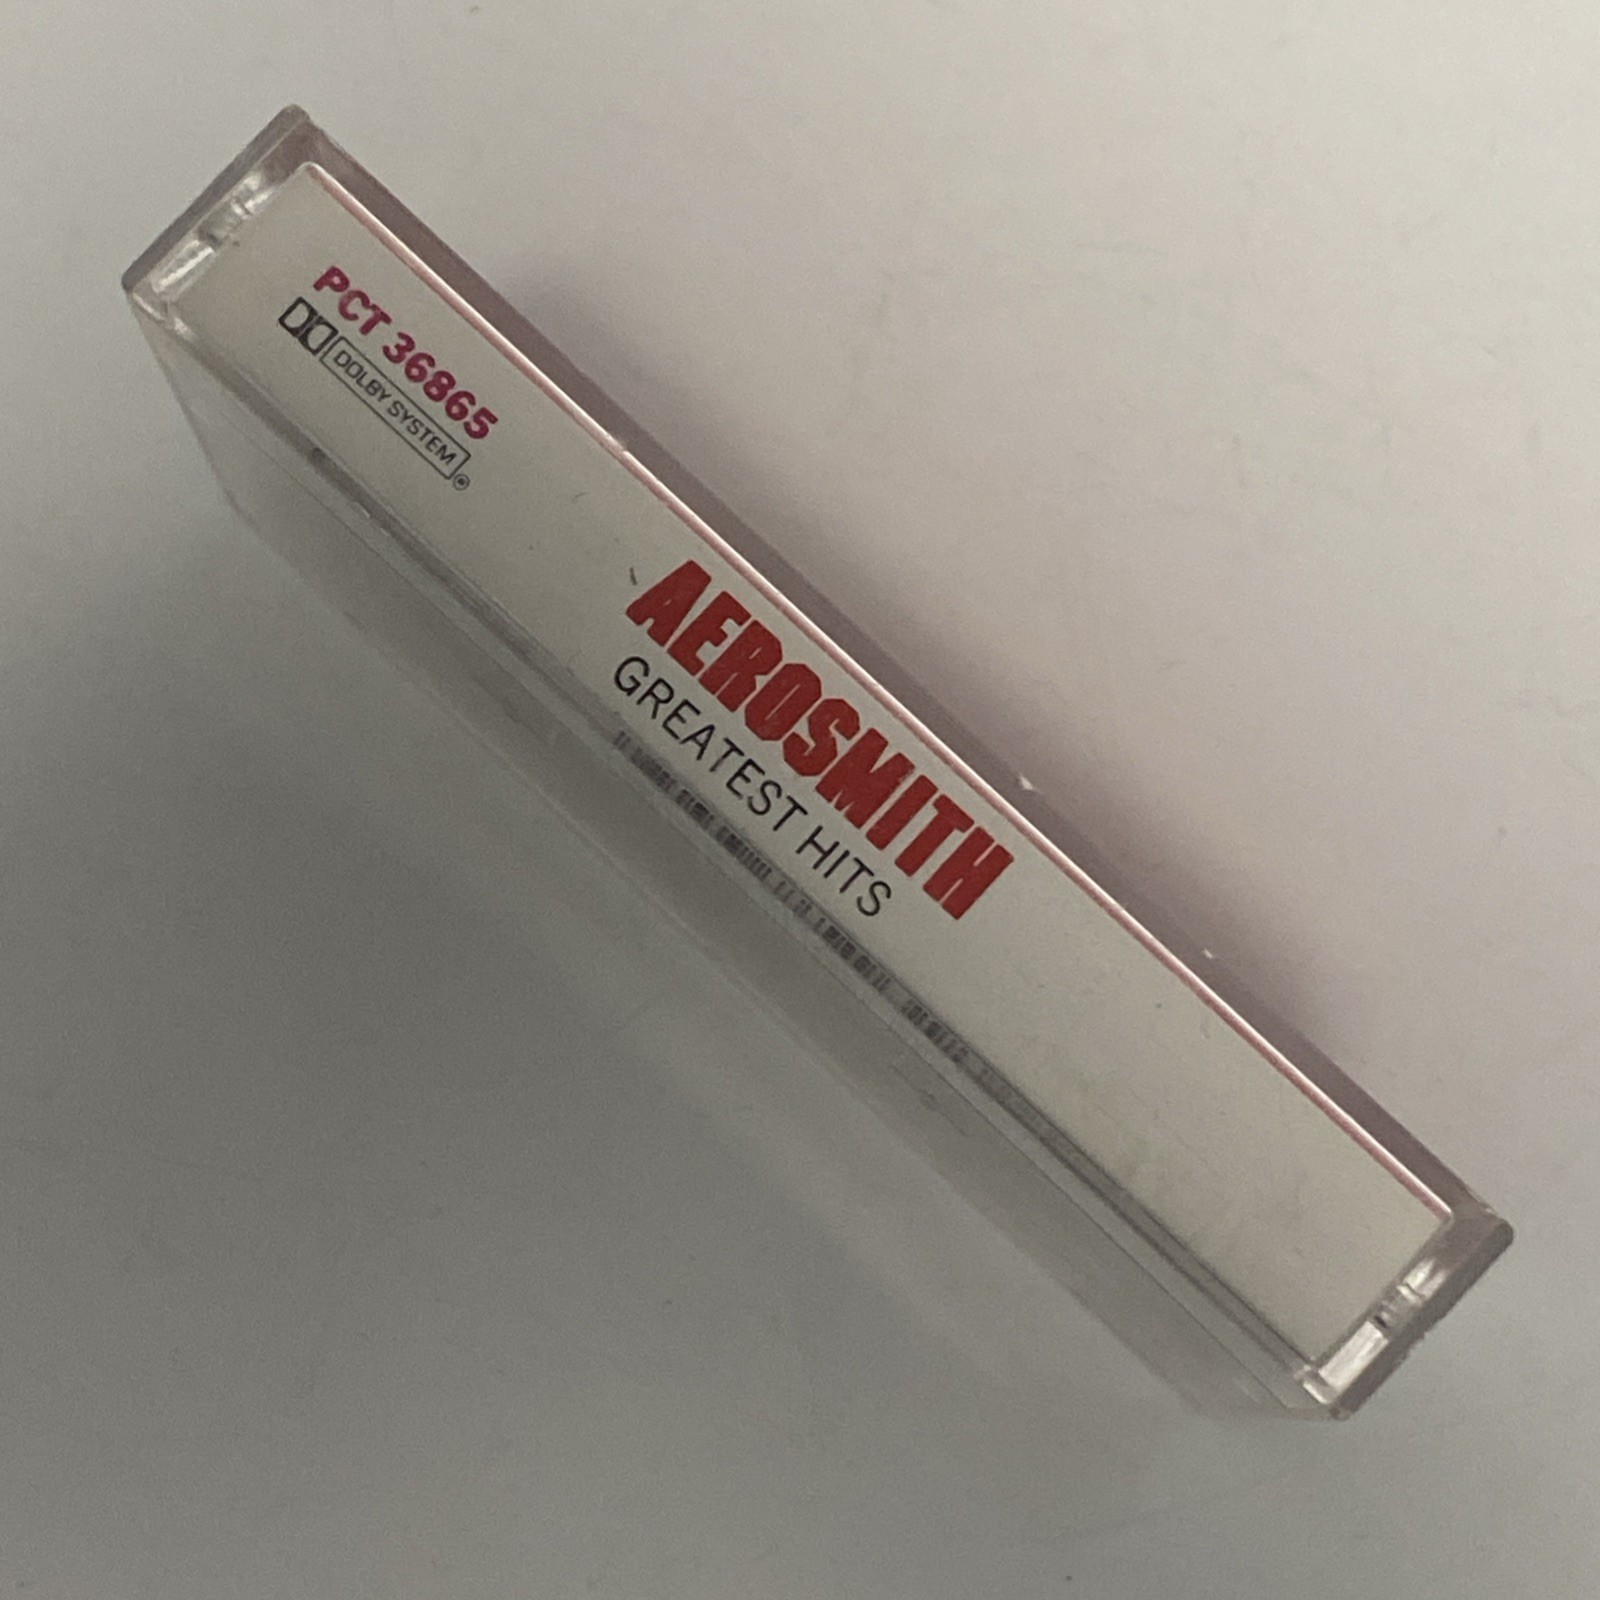 PCT 36865
DOLBY SYSTEM ®
AEROSMITH
GREATEST HITS